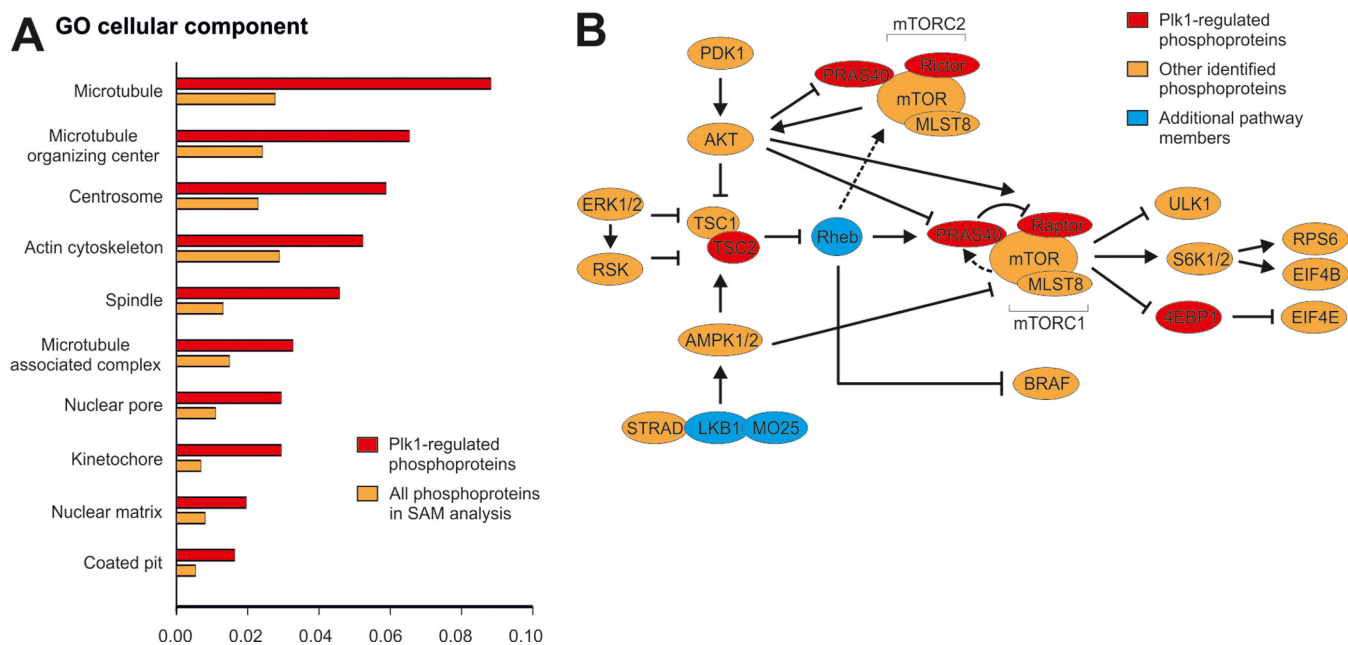 A
GO cellular component
Microtubule
Microtubule
organizing center
Centrosome
Actin cytoskeleton
Spindle
Microtubule
associated complex
Nuclear pore
Kinetochore
Nuclear matrix
Coated pit
Plk1-regulated
phosphoproteins
All phosphoproteins
in SAM analysis
0.00 0.02 0.04 0.06 0.08 0.10
B
mTORC2
PDK1
PRAS40
Rictor
mTOR
MLST8
AKT
ERK1/2
TSC1
TSC2
RSK
Rheb
PRAS40
Raptor
mTOR
MLST8
mTORC1
ULK1
S6K1/2
RPS6
EIF4B
4EBP1
EIF4E
AMPK1/2
BRAF
STRAD
LKB1
MO25
Plk1-regulated
phosphoproteins
Other identified
phosphoproteins
Additional pathway
members